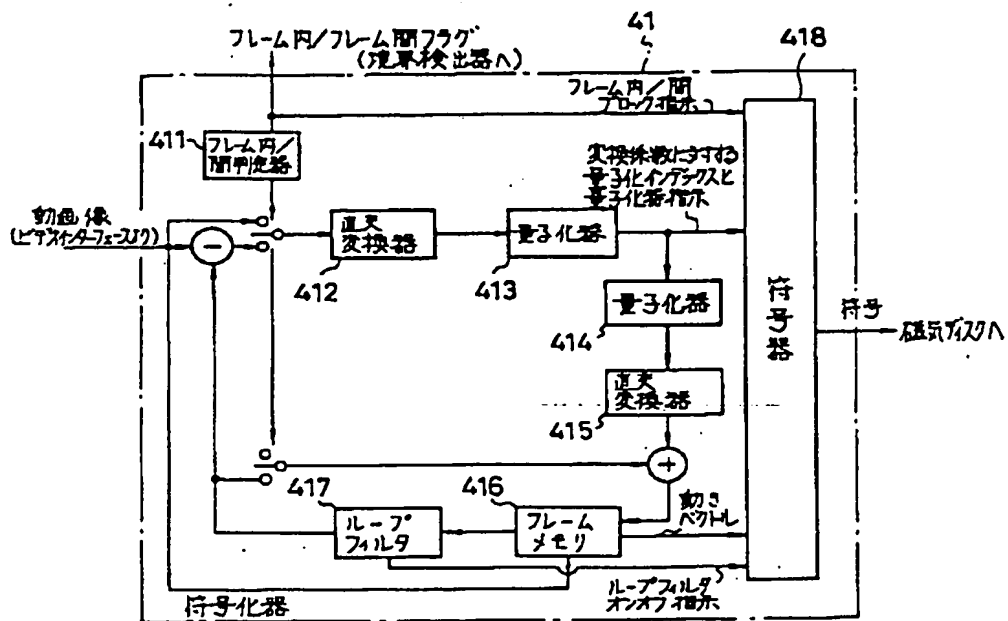 フレーム内/フレーム間フラグ
(境界検出器へ)
41
418
フレーム内/間
ブロック指示
411
フレーム内/
間判定器
変換係数に対する
量子化インデックスと
量子化器指示
動画像
(ビデオインターフェースより)
−
直交
変換器
412
量子化器
413
量子化器
414
直交
変換器
415
符号器
符号
磁気ディスクへ
+
417
ループ
フィルタ
416
フレーム
メモリ
動き
ベクトル
ループフィルタ
オンオフ指示
符号化器